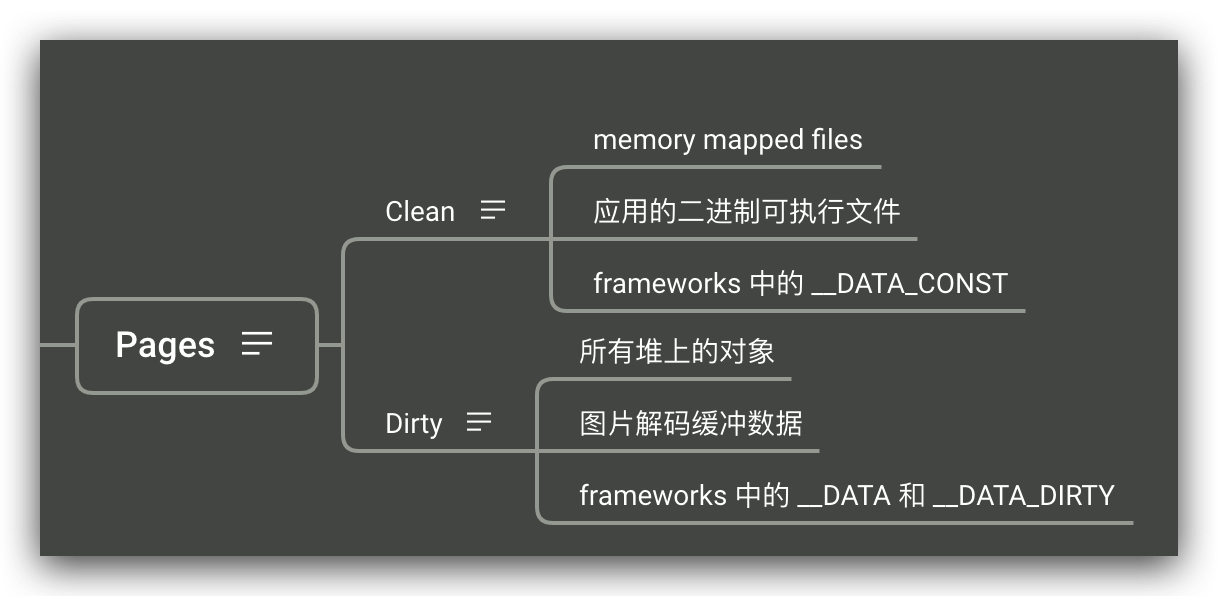 memory mapped files
Clean
应用的二进制可执行文件
frameworks 中的 __DATA_CONST
Pages
所有堆上的对象
Dirty
图片解码缓冲数据
frameworks 中的 __DATA 和 __DATA_DIRTY